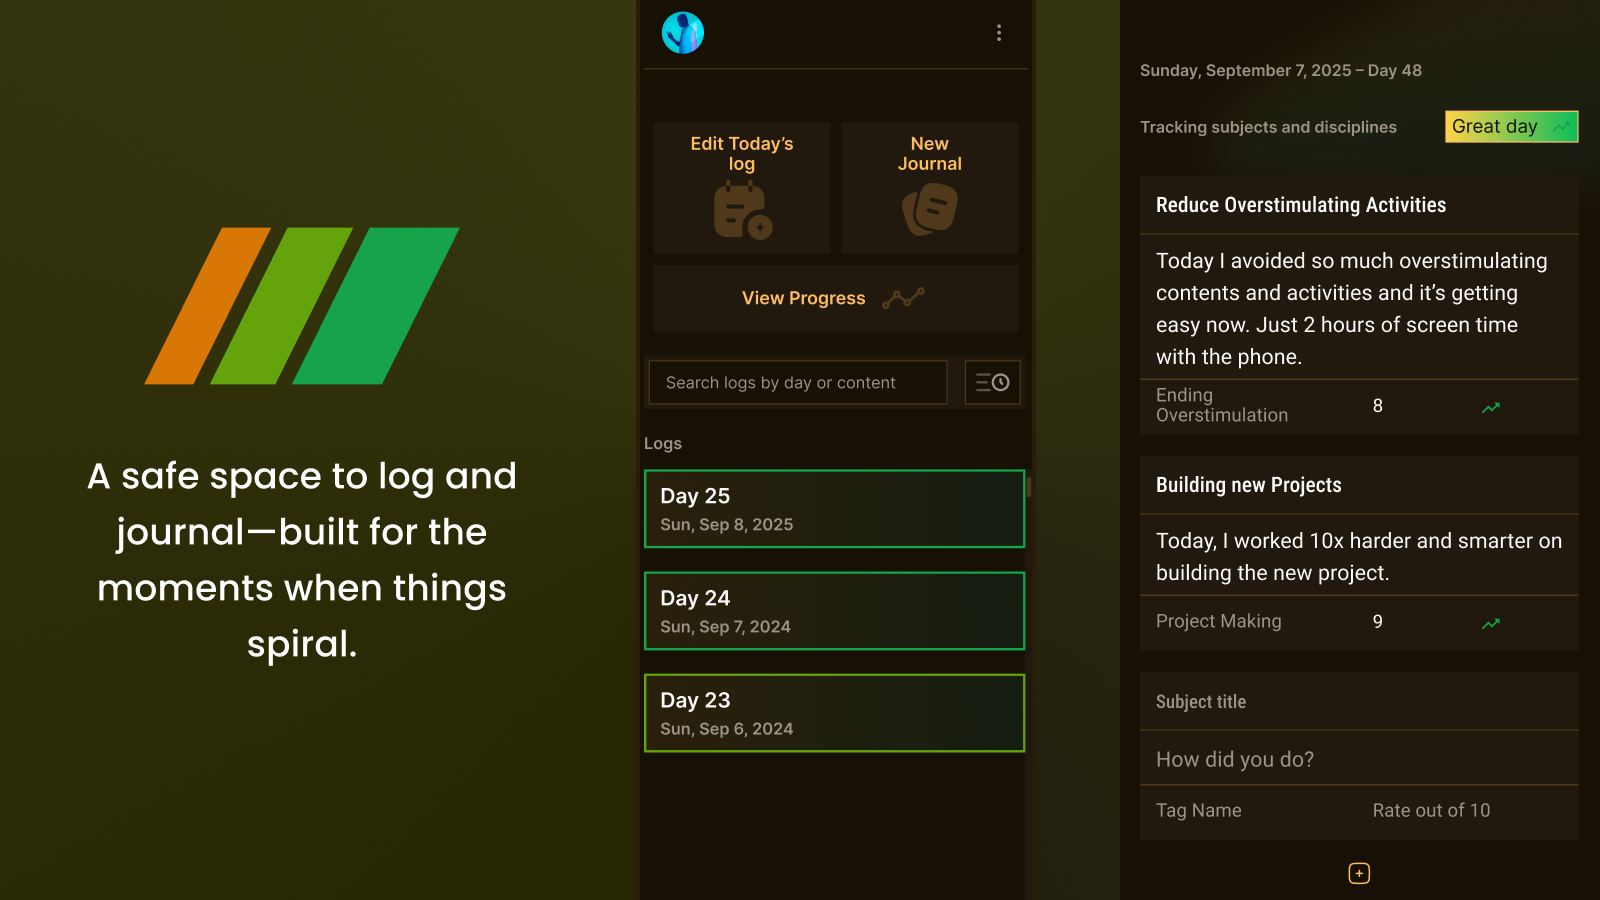 A safe space to log and
journal—built for the
moments when things
spiral.
Edit Today’s
log
New
Journal
View Progress
Search logs by day or content
Logs
Day 25
Sun, Sep 8, 2025
Day 24
Sun, Sep 7, 2024
Day 23
Sun, Sep 6, 2024
Sunday, September 7, 2025 – Day 48
Tracking subjects and disciplines
Great day
Reduce Overstimulating Activities
Today I avoided so much overstimulating
contents and activities and it’s getting
easy now. Just 2 hours of screen time
with the phone.
Ending
Overstimulation
8
Building new Projects
Today, I worked 10x harder and smarter on
building the new project.
Project Making
9
Subject title
How did you do?
Tag Name
Rate out of 10